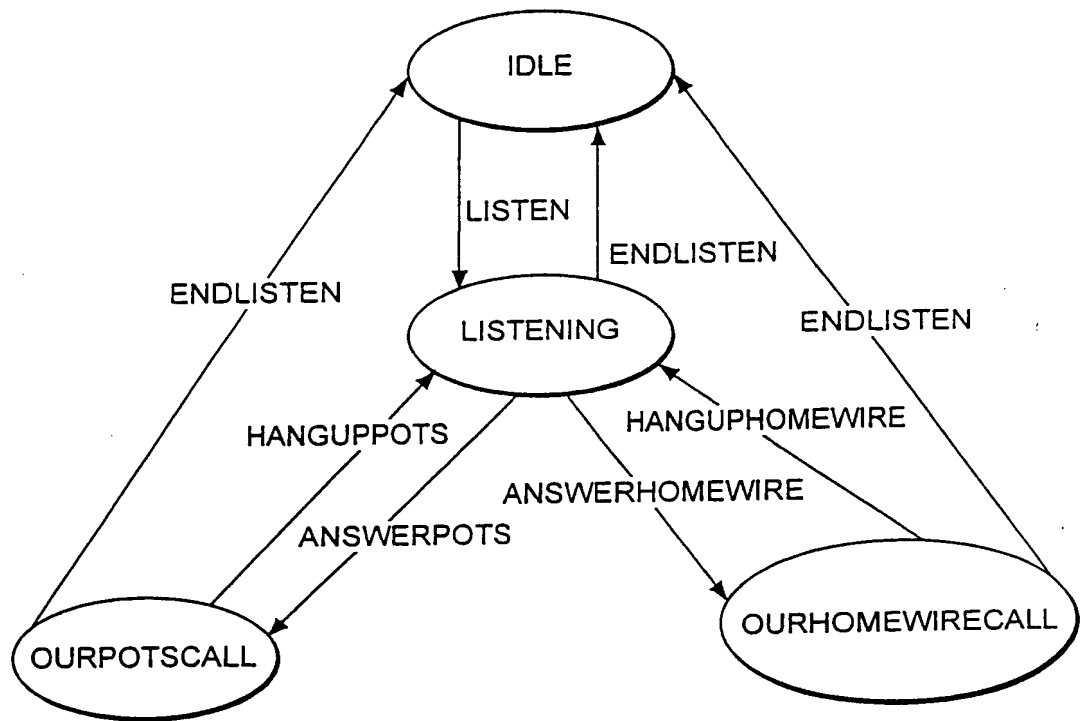 IDLE
LISTEN
ENDLISTEN
ENDLISTEN
LISTENING
ENDLISTEN
HANGUPPOTS
HANGUPHOMEWIRE
ANSWERHOMEWIRE
ANSWERPOTS
OURHOMEWIRECALL
OURPOTSCALL